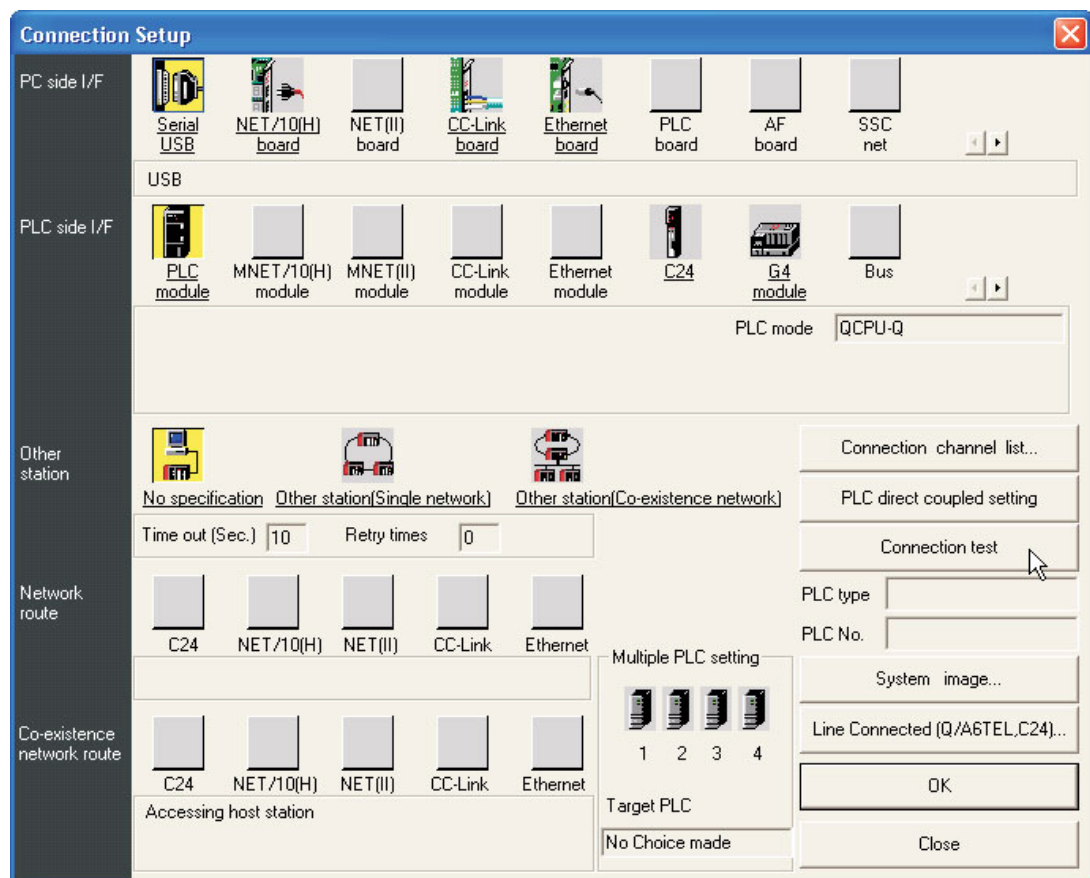 Connection Setup
PC side I/F
Serial USB
NET/10(H) board
NET(II) board
CC-Link board
Ethernet board
PLC board
AF board
SSC net
USB
PLC side I/F
PLC module
MNET/10(H) module
MNET(II) module
CC-Link module
Ethernet module
C24
G4 module
Bus
PLC mode QCPU-Q
Other station
No specification Other station(Single network) Other station(Co-existence network)
Time out (Sec.) 10 Retry times 0
Connection channel list...
PLC direct coupled setting
Connection test
PLC type
PLC No.
Network route
C24 NET/10(H) NET(II) CC-Link Ethernet
Multiple PLC setting
1 2 3 4
Target PLC
No Choice made
System image...
Line Connected (Q/A6TEL,C24)...
OK
Close
Co-existence network route
C24 NET/10(H) NET(II) CC-Link Ethernet
Accessing host station